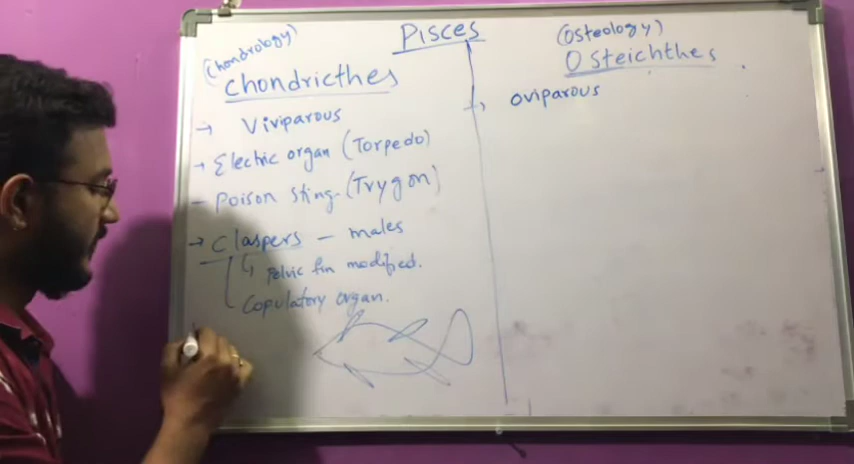 Pisces
(Chondrology)
Chondricthes
→ Viviparous
→ Electric organ (Torpedo)
– Poison sting-(Trygon)
→ Claspers – males
↳ Pelvic fin modified.
Copulatory organ.
(Osteology)
Osteichthes
→ oviparous